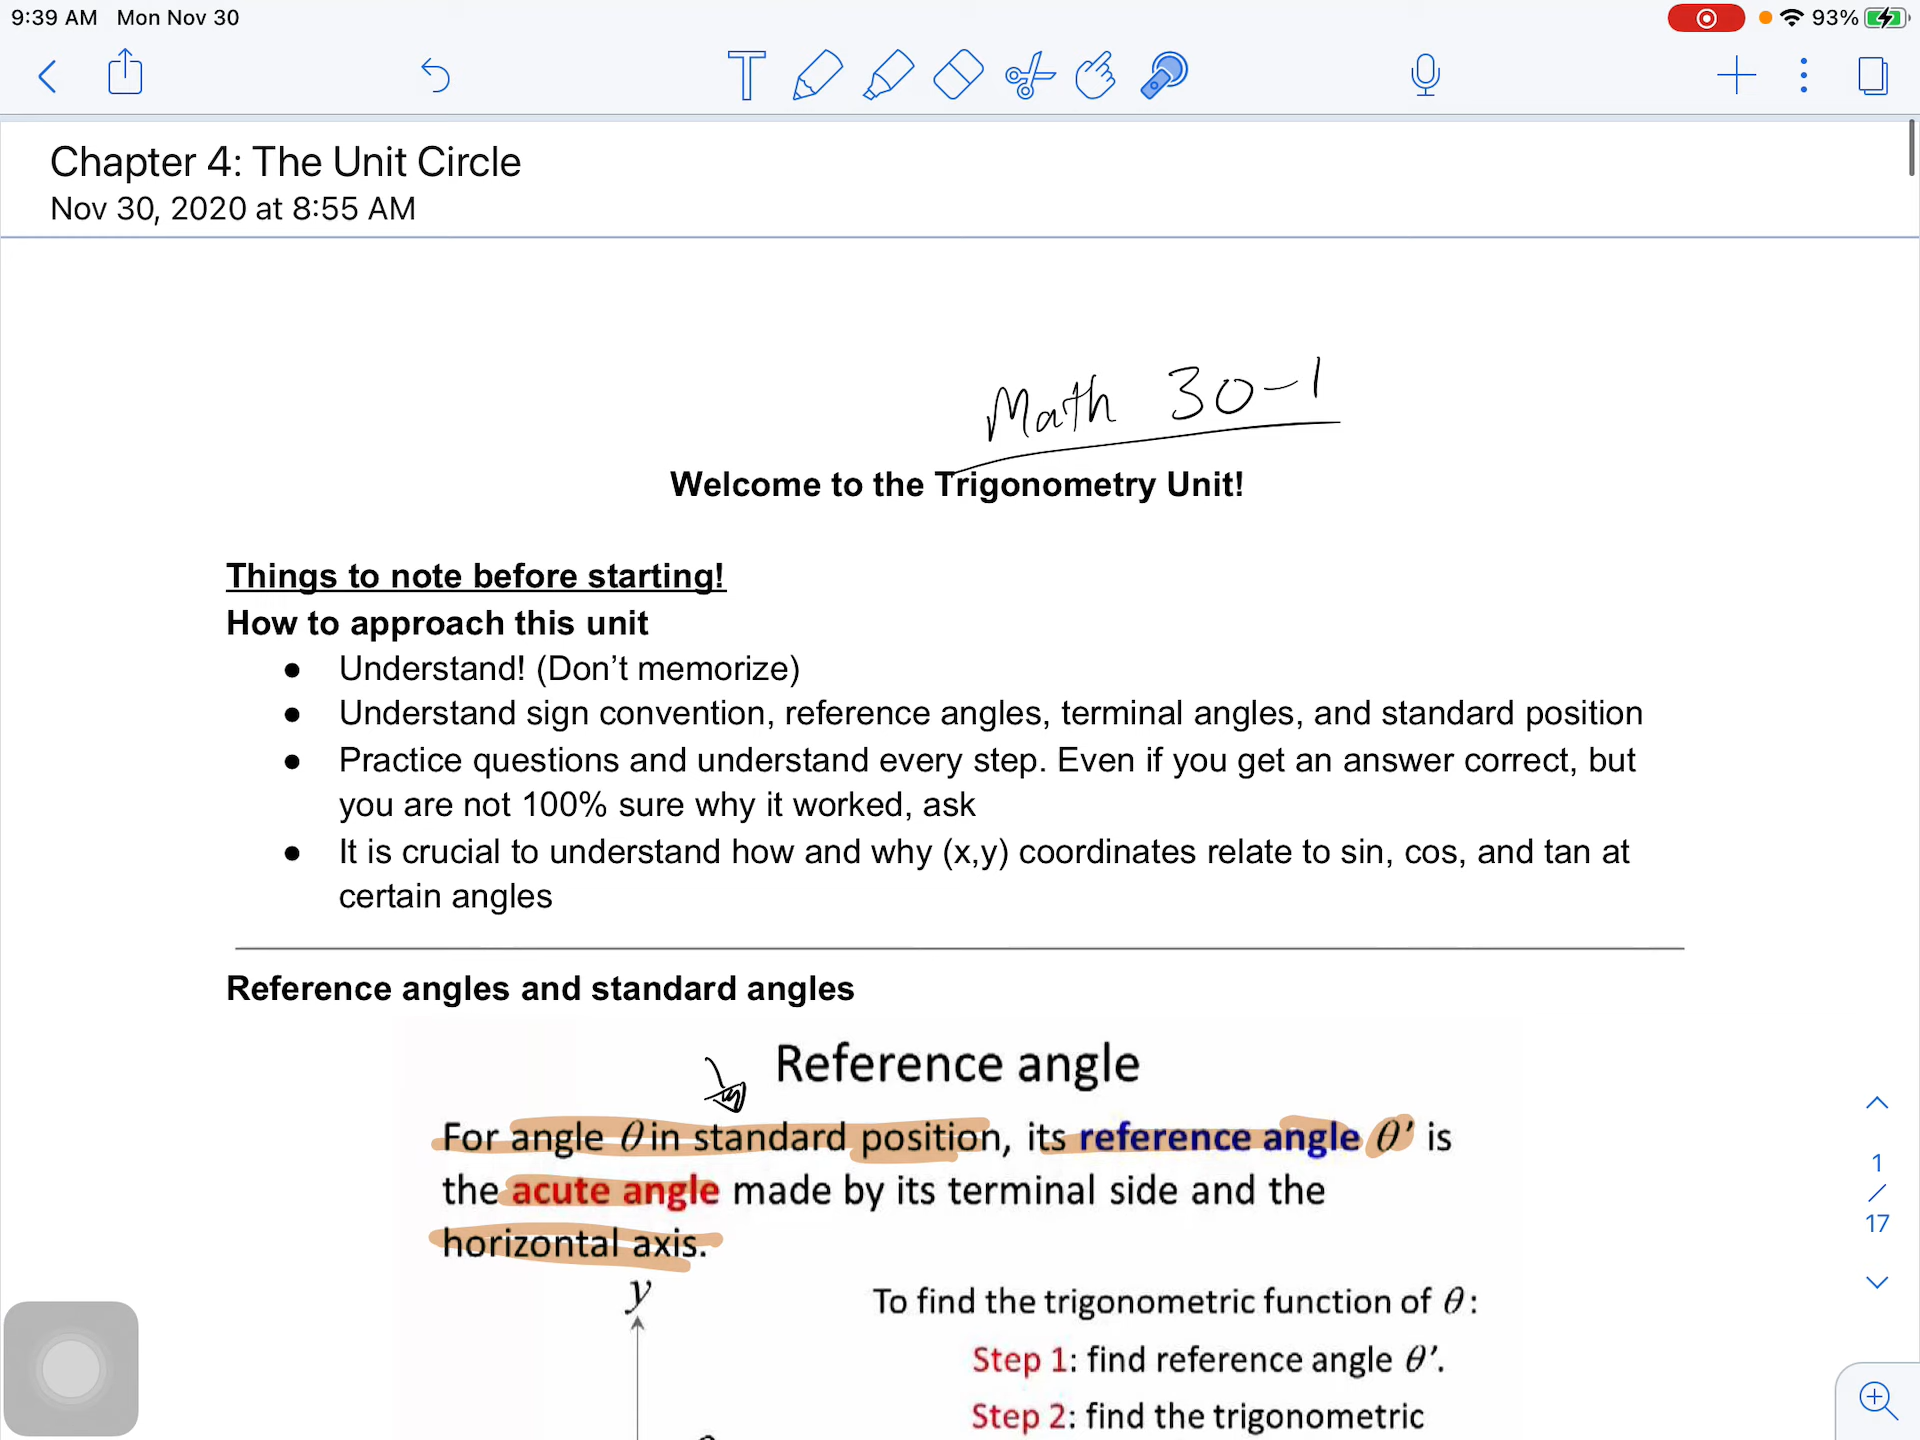 9:39 AM Mon Nov 30
93%
T
Chapter 4: The Unit Circle
Nov 30, 2020 at 8:55 AM
Math 30-1
Welcome to the Trigonometry Unit!
Things to note before starting!
How to approach this unit
● Understand! (Don’t memorize)
● Understand sign convention, reference angles, terminal angles, and standard position
● Practice questions and understand every step. Even if you get an answer correct, but
you are not 100% sure why it worked, ask
● It is crucial to understand how and why (x,y) coordinates relate to sin, cos, and tan at
certain angles
Reference angles and standard angles
Reference angle
For angle θ in standard position, its reference angle θ’ is
the acute angle made by its terminal side and the
horizontal axis.
y
To find the trigonometric function of θ:
Step 1: find reference angle θ’.
Step 2: find the trigonometric
1
/
17